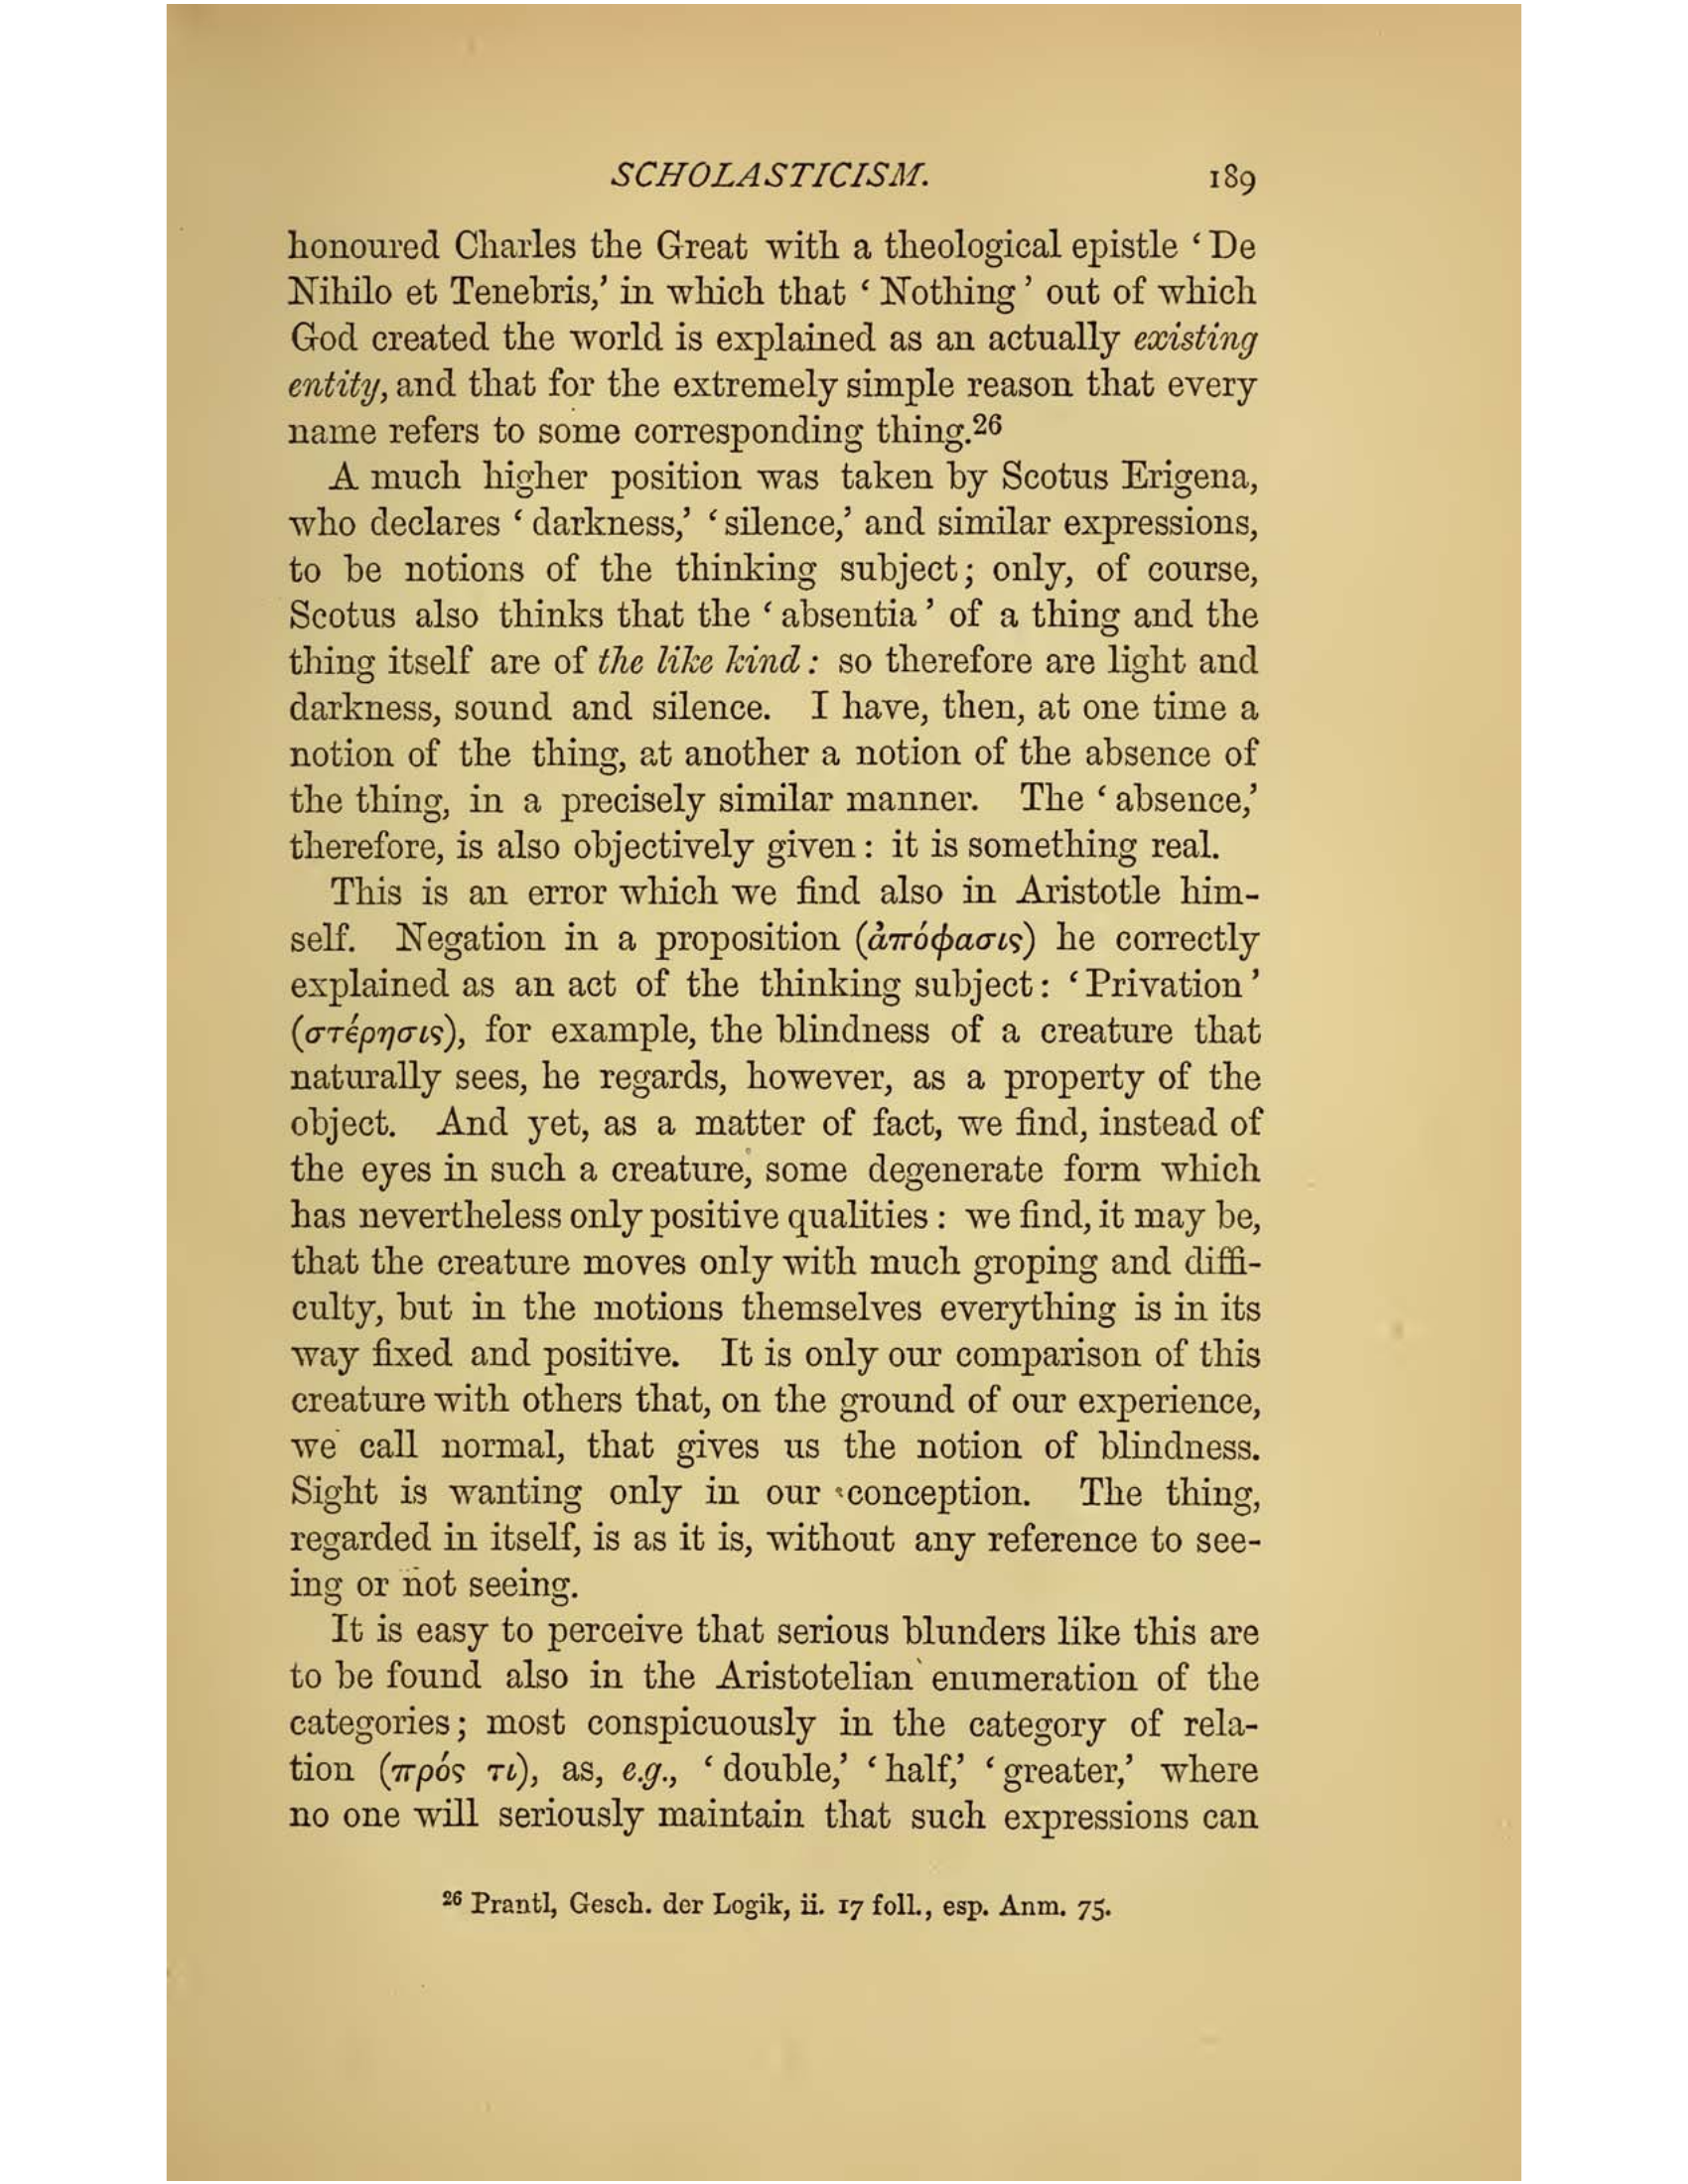 SCHOLASTICISM. 189
honoured Charles the Great with a theological epistle ‘De
Nihilo et Tenebris,’ in which that ‘Nothing’ out of which
God created the world is explained as an actually existing
entity, and that for the extremely simple reason that every
name refers to some corresponding thing.26
A much higher position was taken by Scotus Erigena,
who declares ‘darkness,’ ‘silence,’ and similar expressions,
to be notions of the thinking subject; only, of course,
Scotus also thinks that the ‘absentia’ of a thing and the
thing itself are of the like kind: so therefore are light and
darkness, sound and silence. I have, then, at one time a
notion of the thing, at another a notion of the absence of
the thing, in a precisely similar manner. The ‘absence,’
therefore, is also objectively given: it is something real.
This is an error which we find also in Aristotle him-
self. Negation in a proposition (ἀπόφασις) he correctly
explained as an act of the thinking subject: ‘Privation’
(στέρησις), for example, the blindness of a creature that
naturally sees, he regards, however, as a property of the
object. And yet, as a matter of fact, we find, instead of
the eyes in such a creature, some degenerate form which
has nevertheless only positive qualities: we find, it may be,
that the creature moves only with much groping and diffi-
culty, but in the motions themselves everything is in its
way fixed and positive. It is only our comparison of this
creature with others that, on the ground of our experience,
we call normal, that gives us the notion of blindness.
Sight is wanting only in our conception. The thing,
regarded in itself, is as it is, without any reference to see-
ing or not seeing.
It is easy to perceive that serious blunders like this are
to be found also in the Aristotelian enumeration of the
categories; most conspicuously in the category of rela-
tion (πρός τι), as, e.g., ‘double,’ ‘half,’ ‘greater,’ where
no one will seriously maintain that such expressions can
26 Prantl, Gesch. der Logik, ii. 17 foll., esp. Anm. 75.